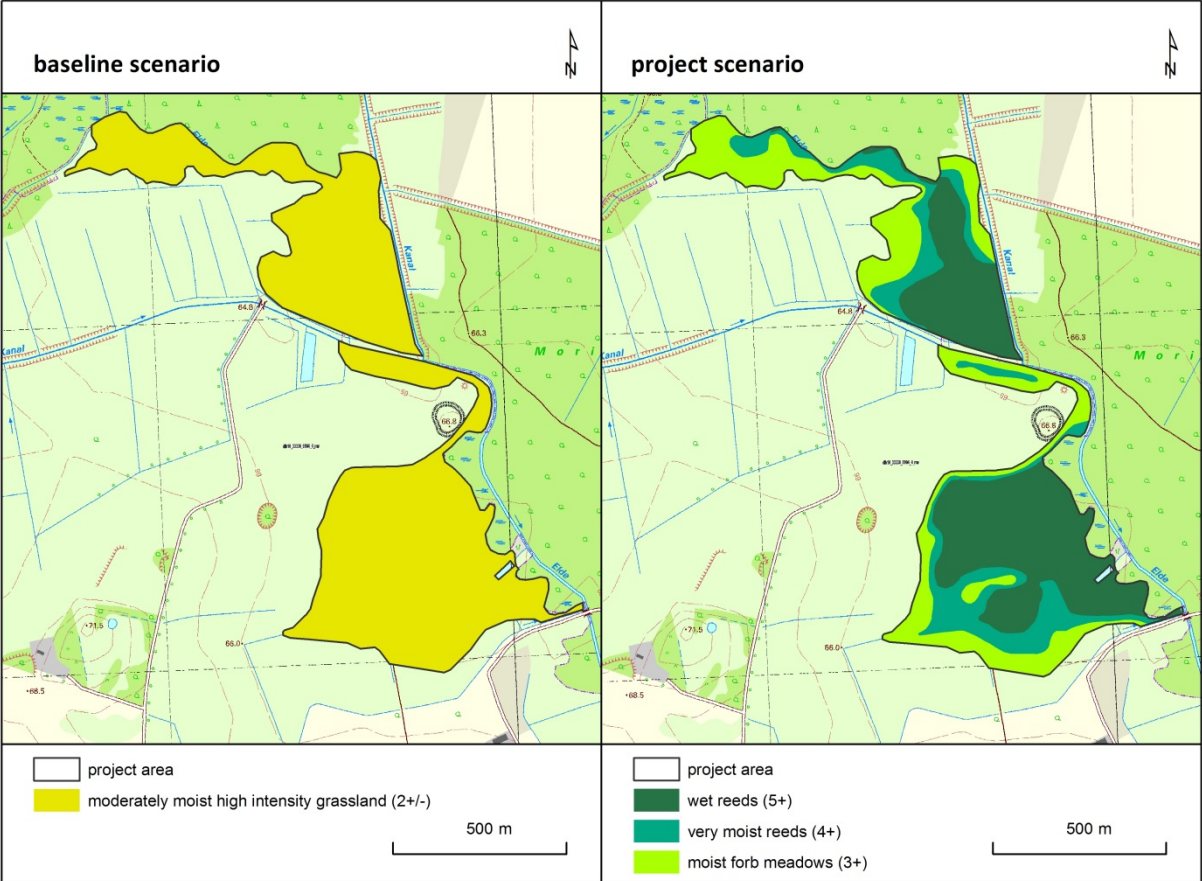 baseline scenario
N
Elde
Kanal
64.8
66.3
Kanal
Mori
66.8
66.0
Elde
71.5
68.5
project area
moderately moist high intensity grassland (2+/-)
500 m
project scenario
N
Elde
Kanal
64.8
66.3
Kanal
Mori
66.8
66.0
Elde
71.5
68.5
project area
wet reeds (5+)
very moist reeds (4+)
moist forb meadows (3+)
500 m